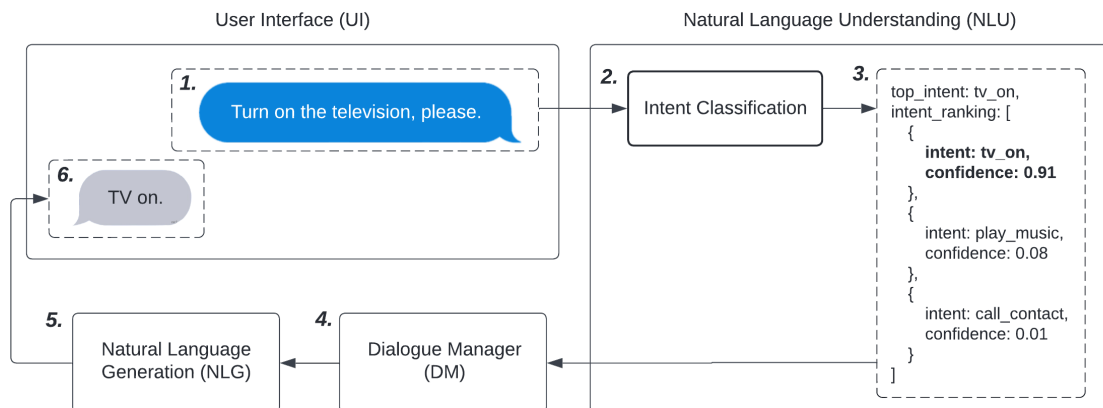 User Interface (UI)
Natural Language Understanding (NLU)
1.
Turn on the television, please.
2.
Intent Classification
3.
top_intent: tv_on,
intent_ranking: [
{
intent: tv_on,
confidence: 0.91
},
{
intent: play_music,
confidence: 0.08
},
{
intent: call_contact,
confidence: 0.01
}
]
6.
TV on.
5.
Natural Language
Generation (NLG)
4.
Dialogue Manager
(DM)